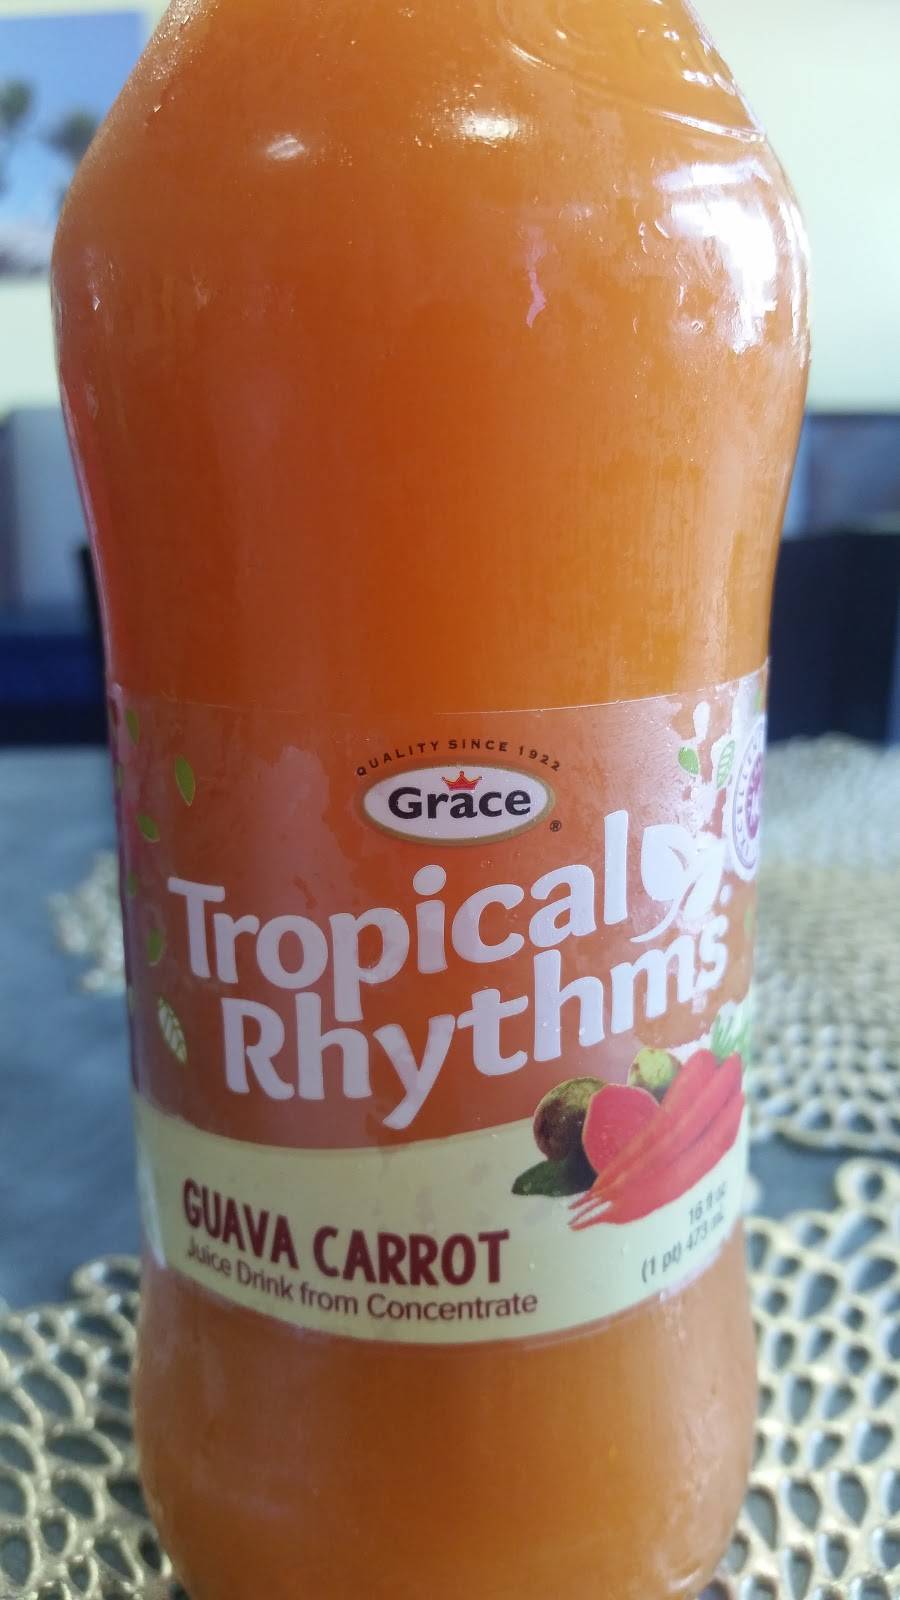 QUALITY SINCE 1922
Grace®
Tropical
Rhythms
GUAVA CARROT
Juice Drink from Concentrate
16 fl oz
(1 pt) 473 mL